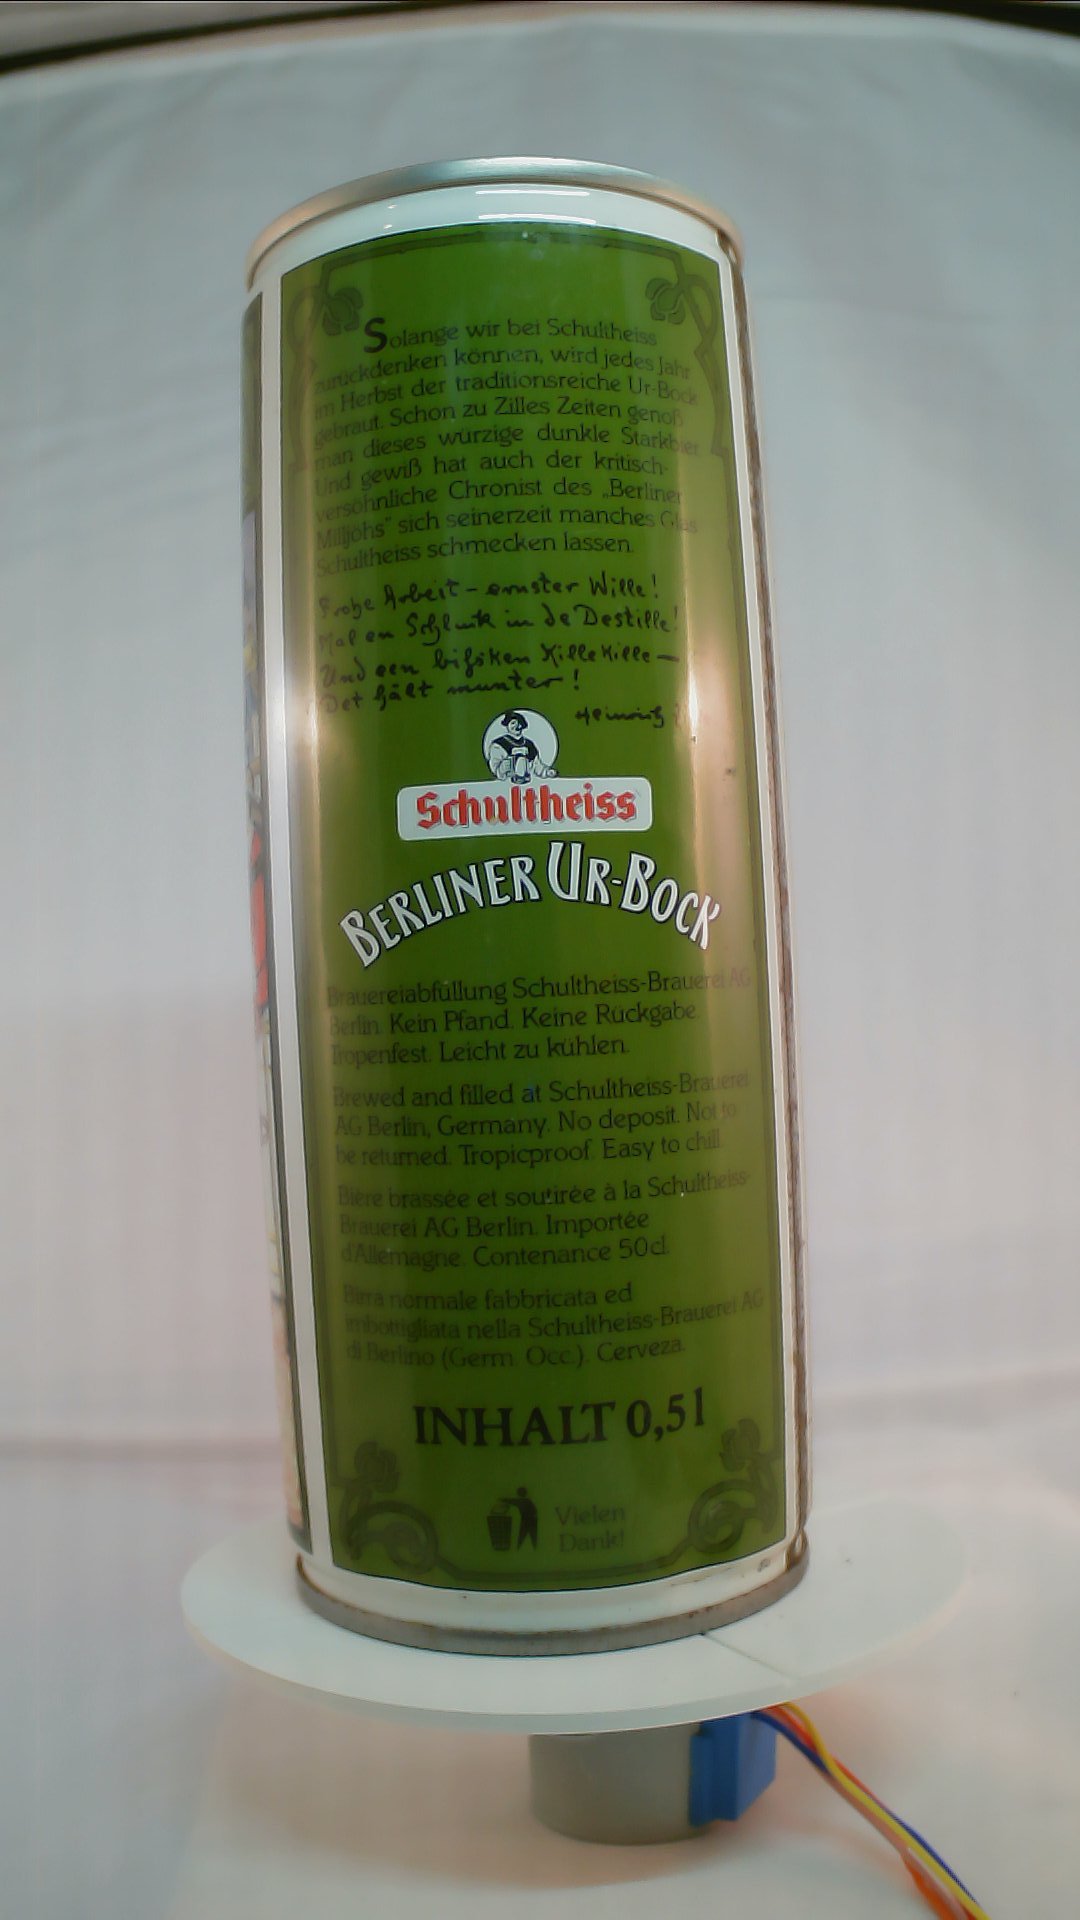 Solange wir bei Schultheiss
zurückdenken können, wird jedes Jahr
im Herbst der traditionsreiche Ur-Bock
gebraut. Schon zu Zilles Zeiten genoß
man dieses würzige dunkle Starkbier.
Und gewiß hat auch der kritisch-
versöhnliche Chronist des „Berliner
Milljöhs" sich seinerzeit manches Glas
Schultheiss schmecken lassen.
Frohe Arbeit - ernster Wille!
Mal en Schluck in de Destille!
Und een bißken Kille Kille —
Det hält munter!
Heinrich
Schultheiss
BERLINER UR-BOCK
Brauereiabfüllung Schultheiss-Brauerei AG
Berlin. Kein Pfand. Keine Rückgabe.
Tropenfest. Leicht zu kühlen.
Brewed and filled at Schultheiss-Brauerei
AG Berlin, Germany. No deposit. Not to
be returned. Tropicproof. Easy to chill.
Bière brassée et soutirée à la Schultheiss-
Brauerei AG Berlin. Importée
d'Allemagne. Contenance 50cl.
Birra normale fabbricata ed
imbottigliata nella Schultheiss-Brauerei AG
di Berlino (Germ. Occ.). Cerveza.
INHALT 0,5l
Vielen
Dank!